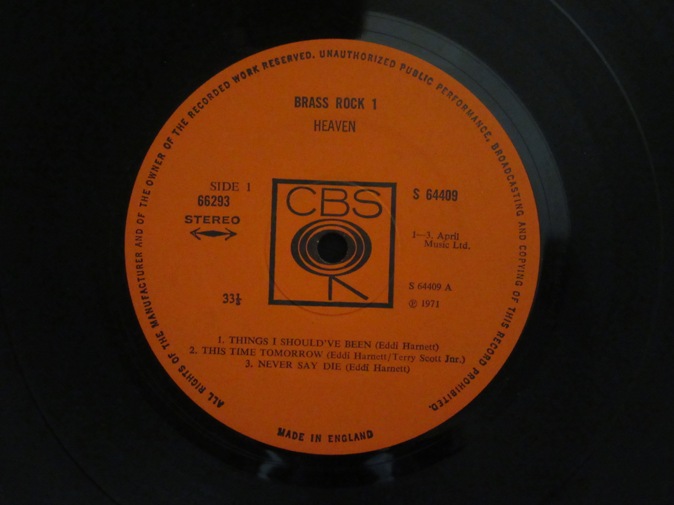 ALL RIGHTS OF THE MANUFACTURER AND OF THE OWNER OF THE RECORDED WORK RESERVED. UNAUTHORIZED PUBLIC PERFORMANCE, BROADCASTING AND COPYING OF THIS RECORD PROHIBITED.
BRASS ROCK 1
HEAVEN
SIDE 1
66293
STEREO
CBS
S 64409
1—3. April
Music Ltd.
33⅓
S 64409 A
℗ 1971
1. THINGS I SHOULD'VE BEEN (Eddi Harnett)
2. THIS TIME TOMORROW (Eddi Harnett/Terry Scott Jnr.)
3. NEVER SAY DIE (Eddi Harnett)
MADE IN ENGLAND